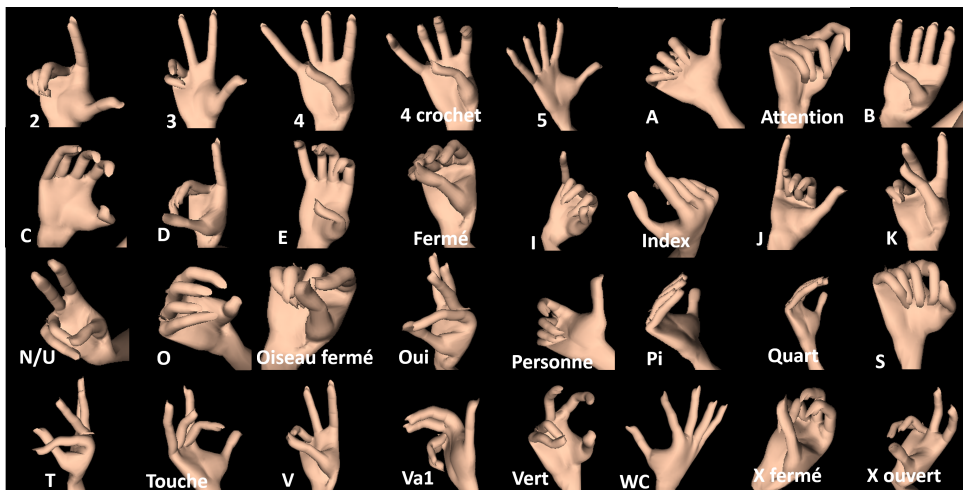 2 3 4 4 crochet 5 A Attention B
C D E Fermé I Index J K
N/U O Oiseau fermé Oui Personne Pi Quart S
T Touche V Va1 Vert WC X fermé X ouvert